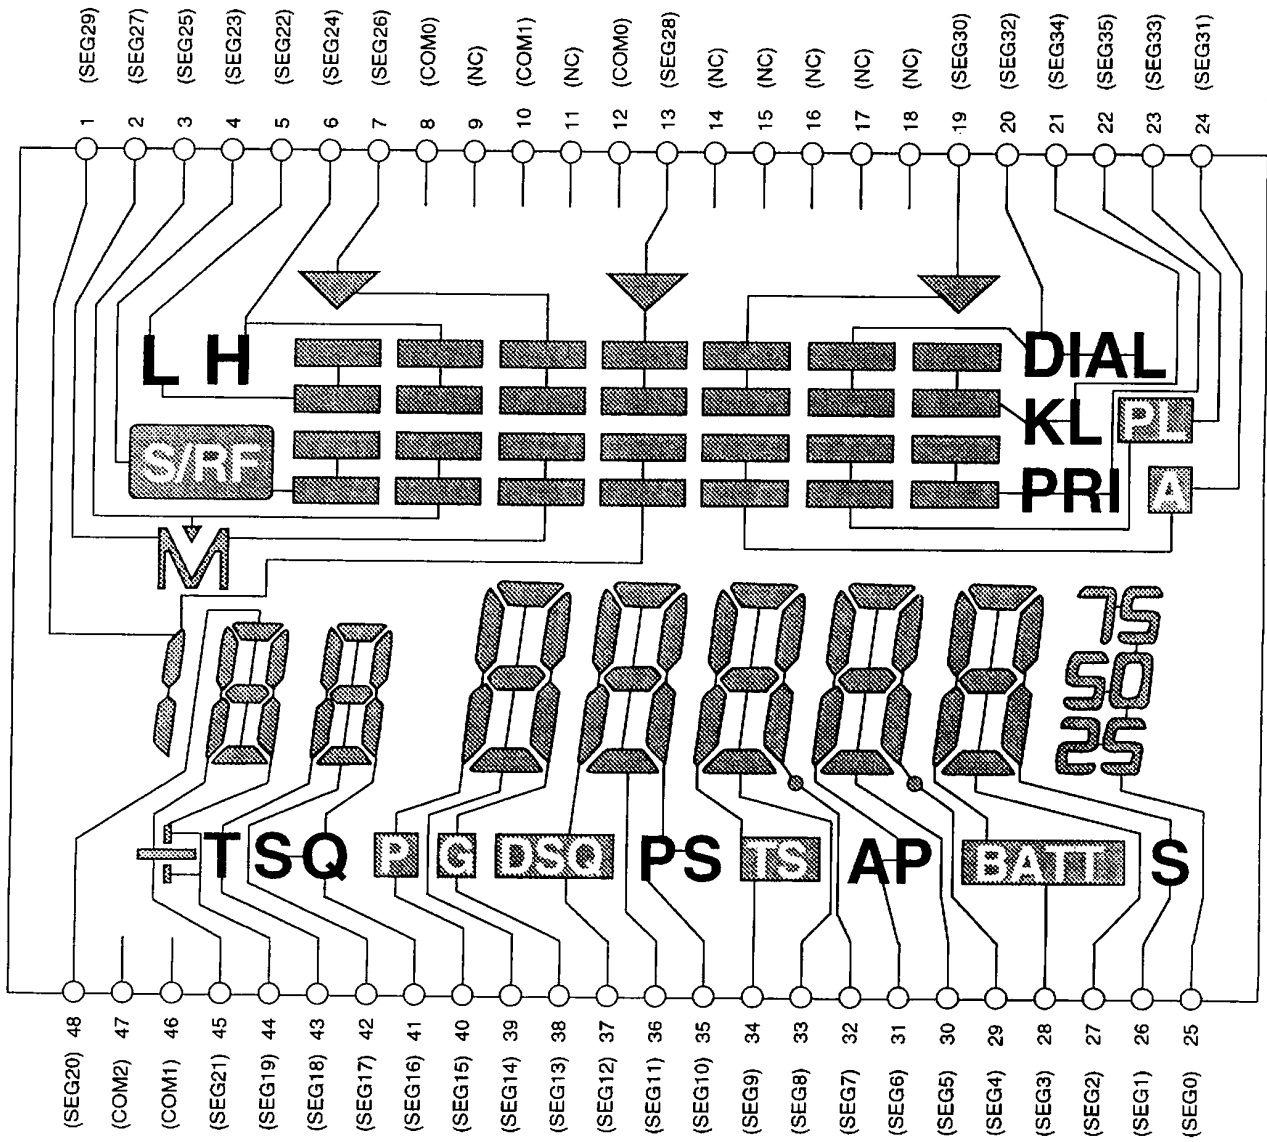 (SEG29) (SEG27) (SEG25) (SEG23) (SEG22) (SEG24) (SEG26) (COM0) (NC) (COM1) (NC) (COM0) (SEG28) (NC) (NC) (NC) (NC) (NC) (SEG30) (SEG32) (SEG34) (SEG35) (SEG33) (SEG31)
1 2 3 4 5 6 7 8 9 10 11 12 13 14 15 16 17 18 19 20 21 22 23 24
L H DIAL
KL PL
S/RF PRI A
M
75
50
25
TSQ P G DSQ PS TS AP BATT S
48 47 46 45 44 43 42 41 40 39 38 37 36 35 34 33 32 31 30 29 28 27 26 25
(SEG20) (COM2) (COM1) (SEG21) (SEG19) (SEG18) (SEG17) (SEG16) (SEG15) (SEG14) (SEG13) (SEG12) (SEG11) (SEG10) (SEG9) (SEG8) (SEG7) (SEG6) (SEG5) (SEG4) (SEG3) (SEG2) (SEG1) (SEG0)